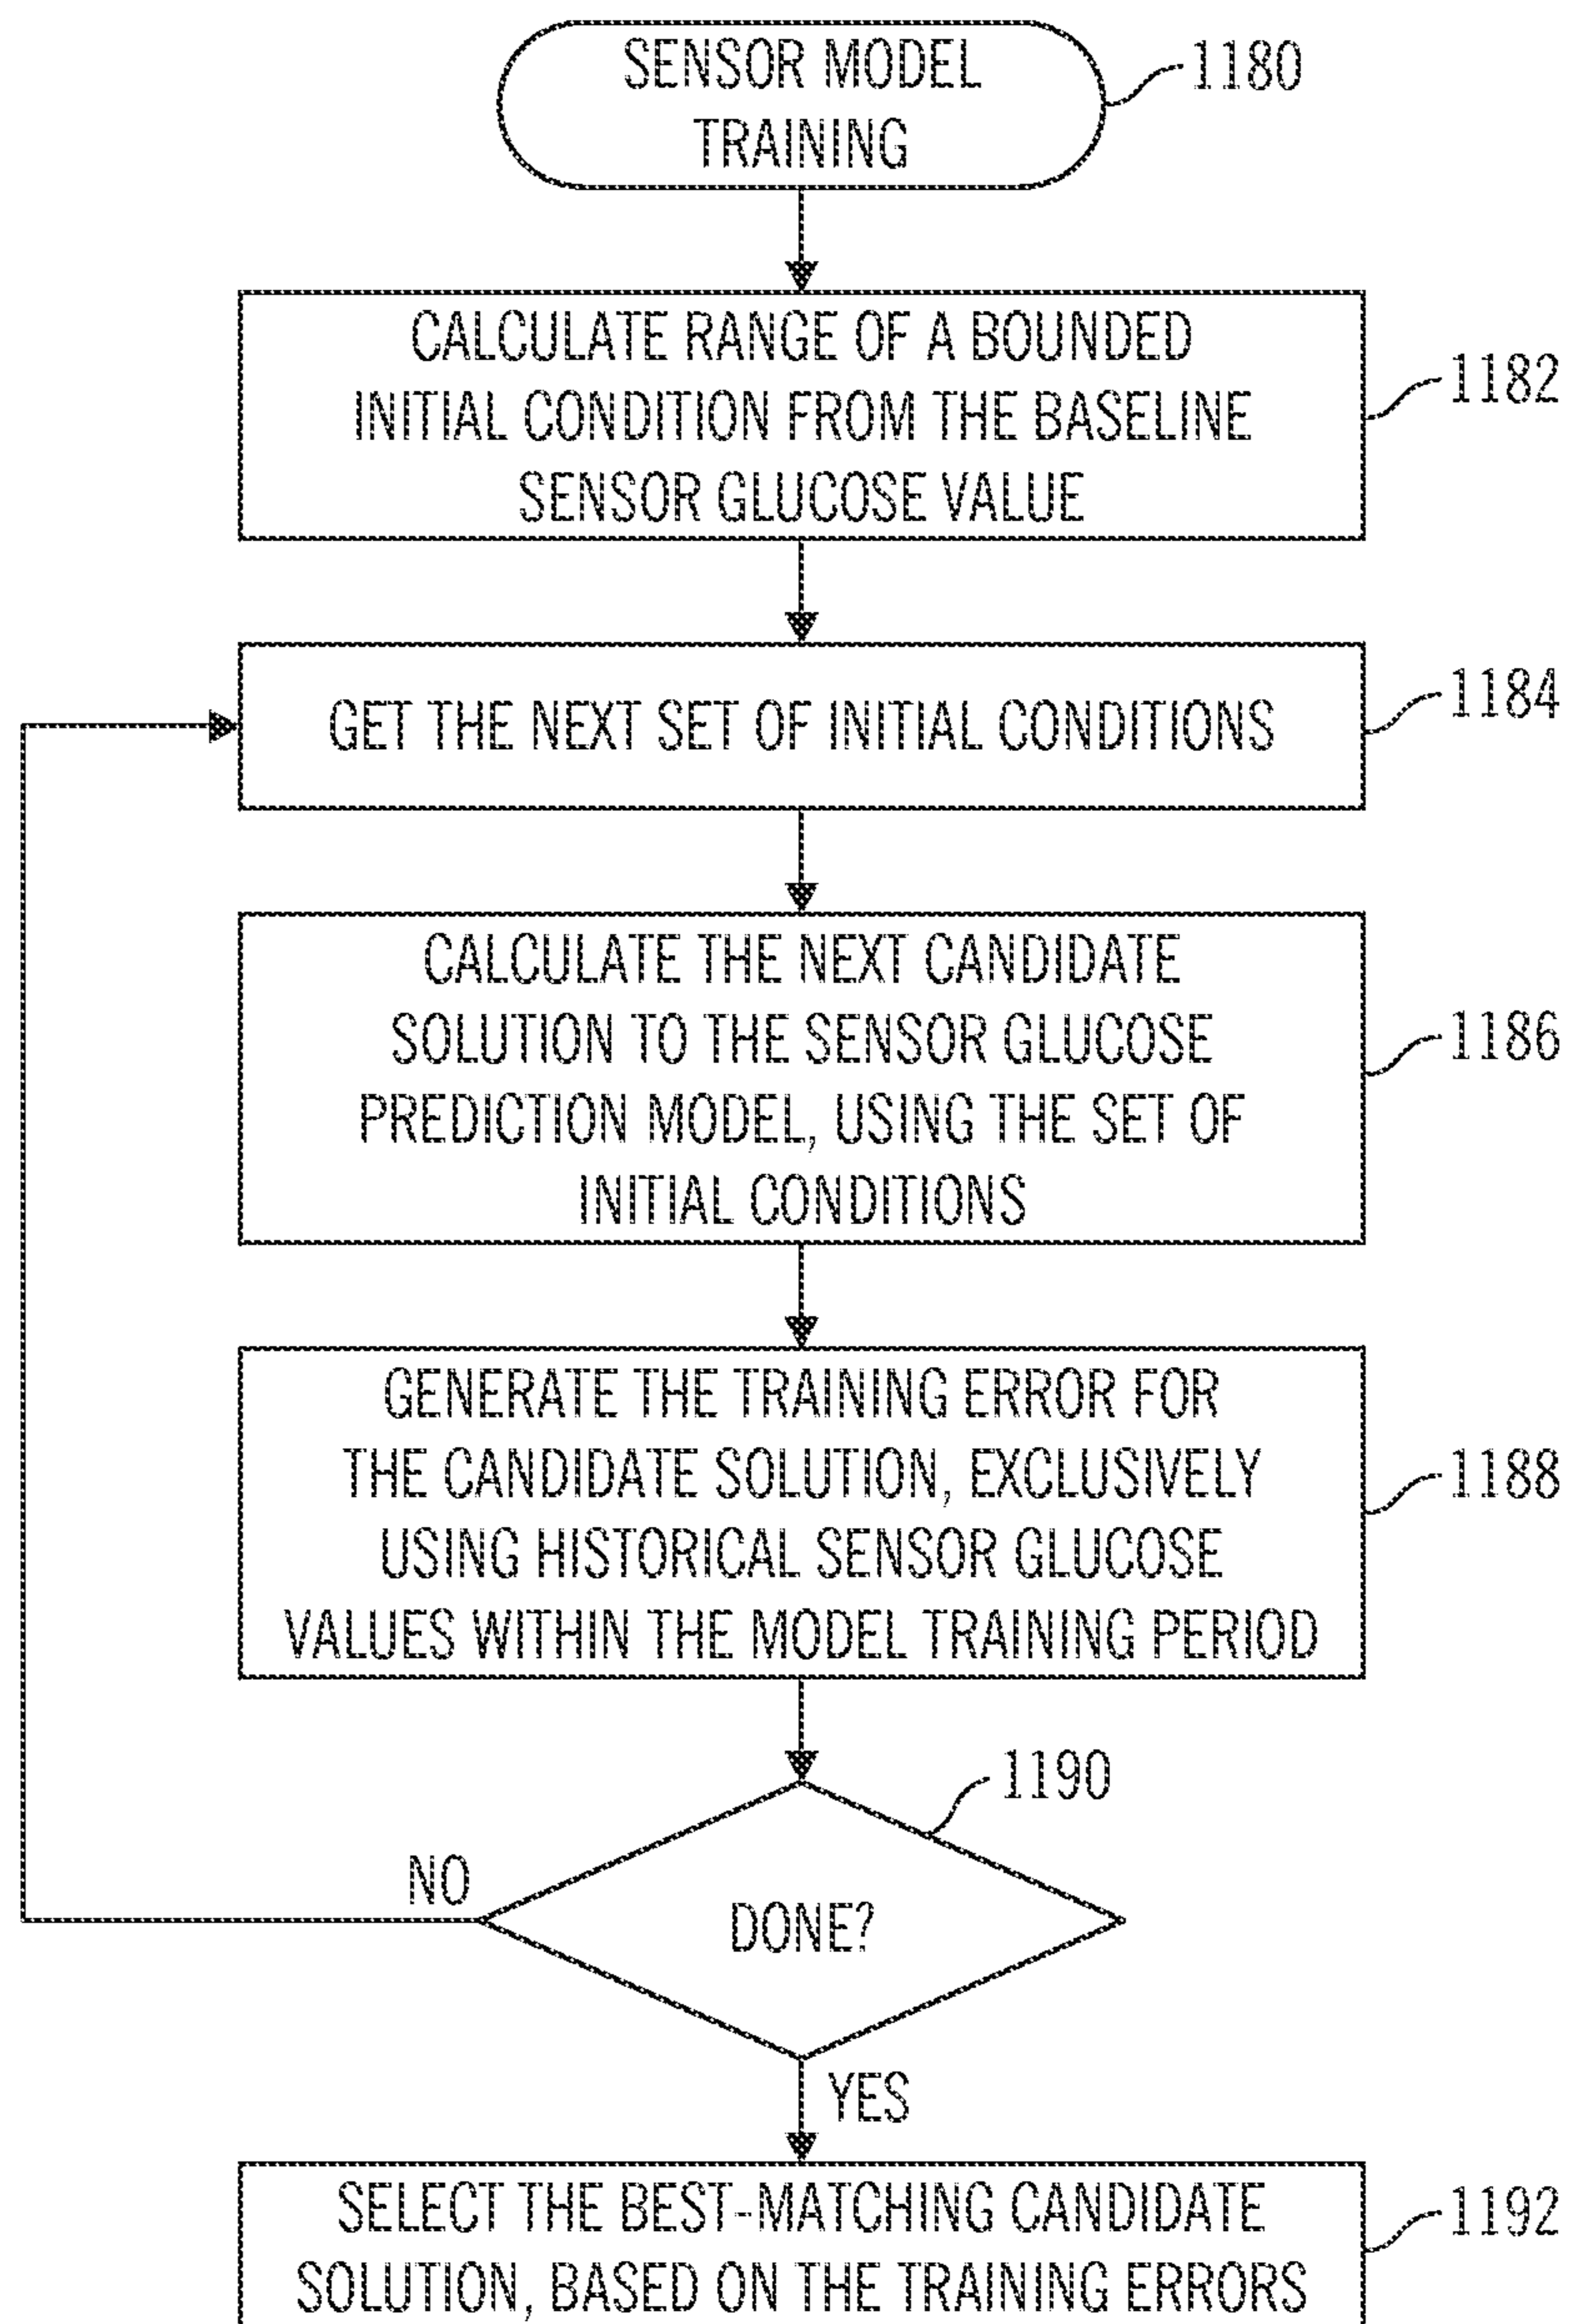 SENSOR MODEL
TRAINING
1180
CALCULATE RANGE OF A BOUNDED
INITIAL CONDITION FROM THE BASELINE
SENSOR GLUCOSE VALUE
1182
GET THE NEXT SET OF INITIAL CONDITIONS
1184
CALCULATE THE NEXT CANDIDATE
SOLUTION TO THE SENSOR GLUCOSE
PREDICTION MODEL, USING THE SET OF
INITIAL CONDITIONS
1186
GENERATE THE TRAINING ERROR FOR
THE CANDIDATE SOLUTION, EXCLUSIVELY
USING HISTORICAL SENSOR GLUCOSE
VALUES WITHIN THE MODEL TRAINING PERIOD
1188
1190
NO
DONE?
YES
SELECT THE BEST-MATCHING CANDIDATE
SOLUTION, BASED ON THE TRAINING ERRORS
1192